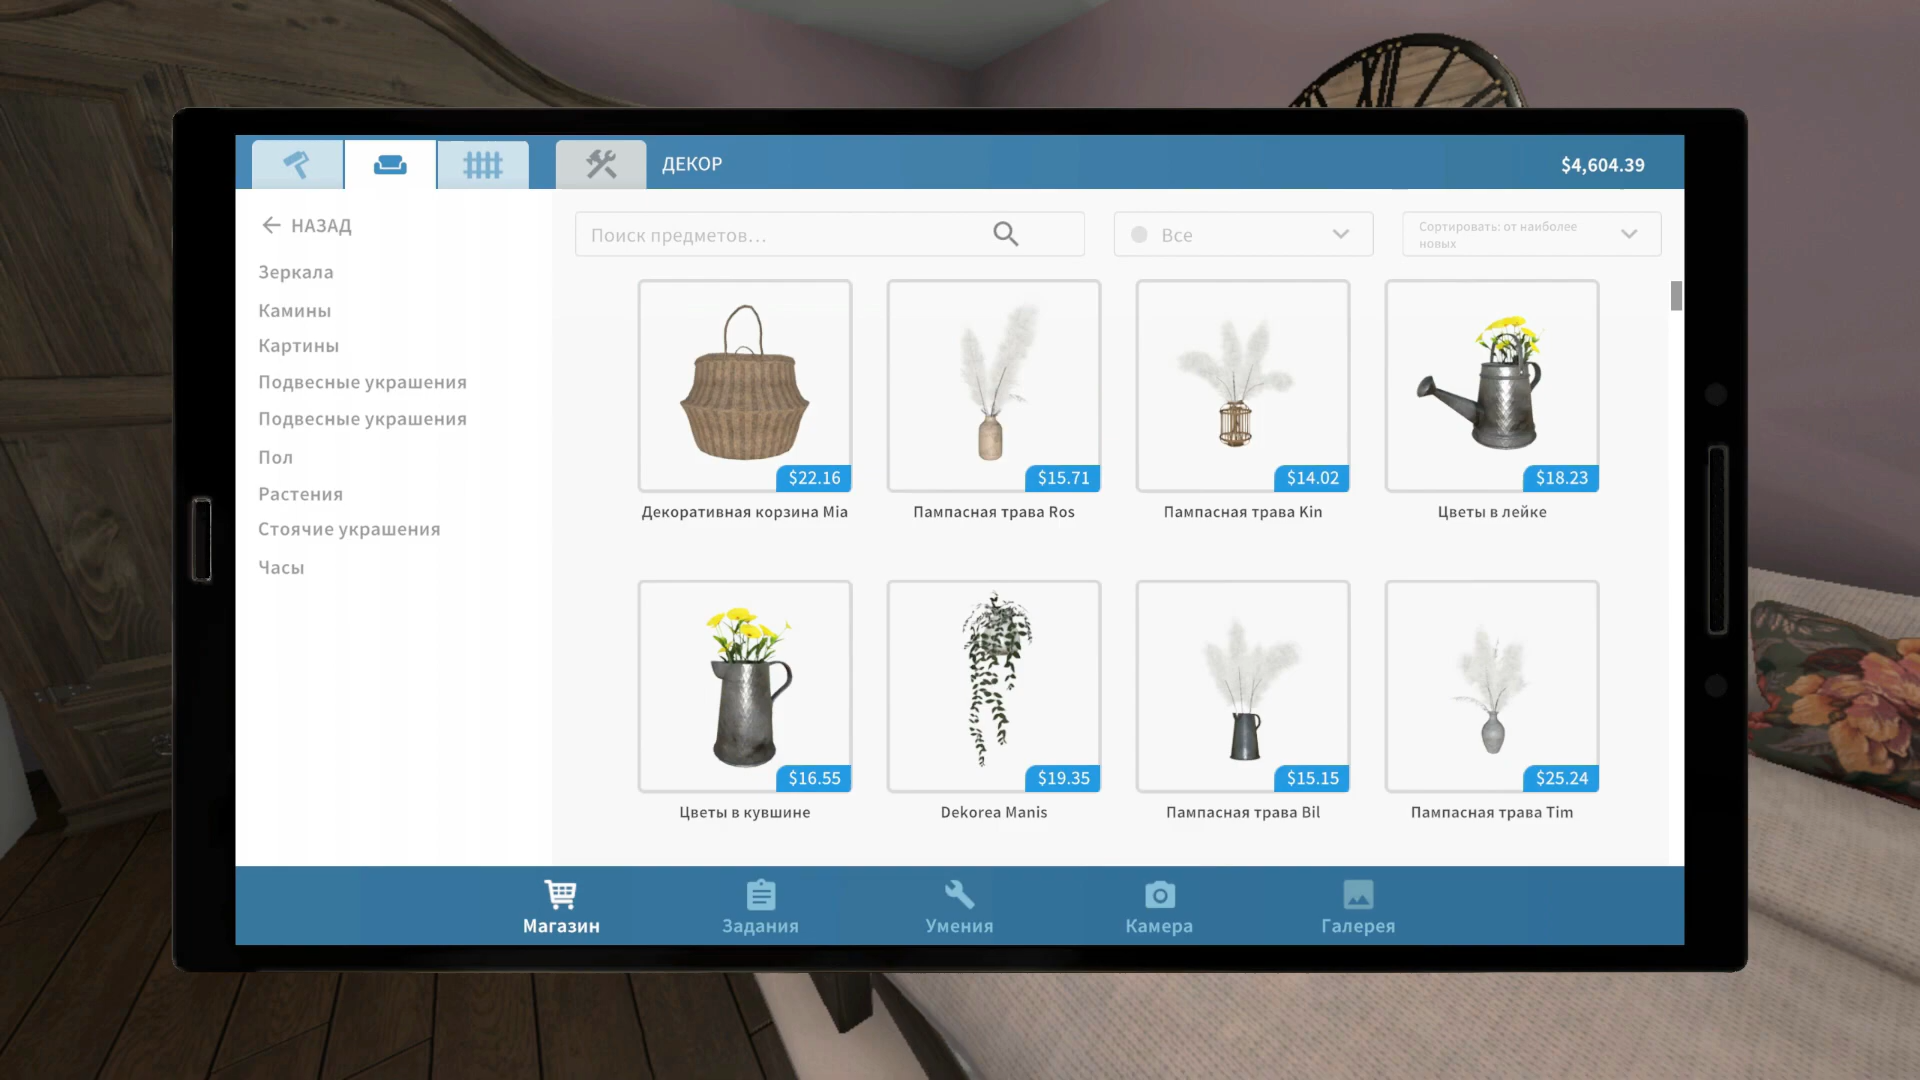 ДЕКОР
$4,604.39
НАЗАД
Зеркала
Камины
Картины
Подвесные украшения
Подвесные украшения
Пол
Растения
Стоячие украшения
Часы
Поиск предметов...
Все
Сортировать: от наиболее
новых
$22.16
$15.71
$14.02
$18.23
Декоративная корзина Mia
Пампасная трава Ros
Пампасная трава Kin
Цветы в лейке
$16.55
$19.35
$15.15
$25.24
Цветы в кувшине
Dekorea Manis
Пампасная трава Bil
Пампасная трава Tim
Магазин
Задания
Умения
Камера
Галерея